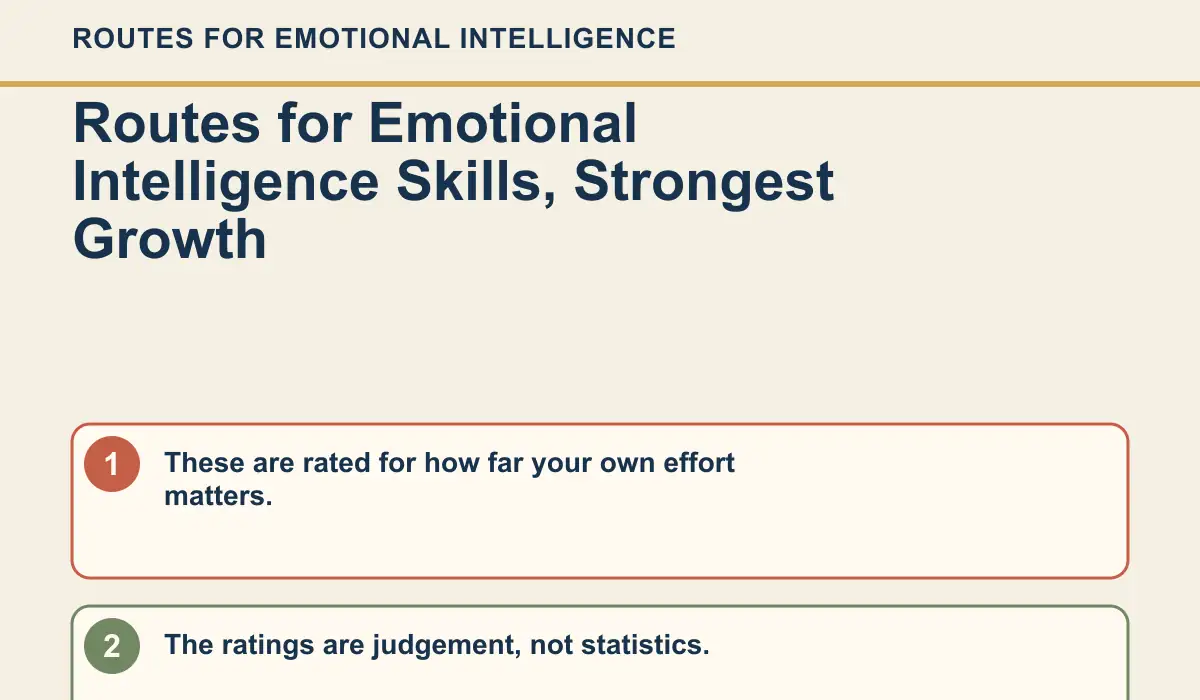 ROUTES FOR EMOTIONAL INTELLIGENCE
Routes for Emotional
Intelligence Skills, Strongest
Growth
1
These are rated for how far your own effort
matters.
2
The ratings are judgement, not statistics.